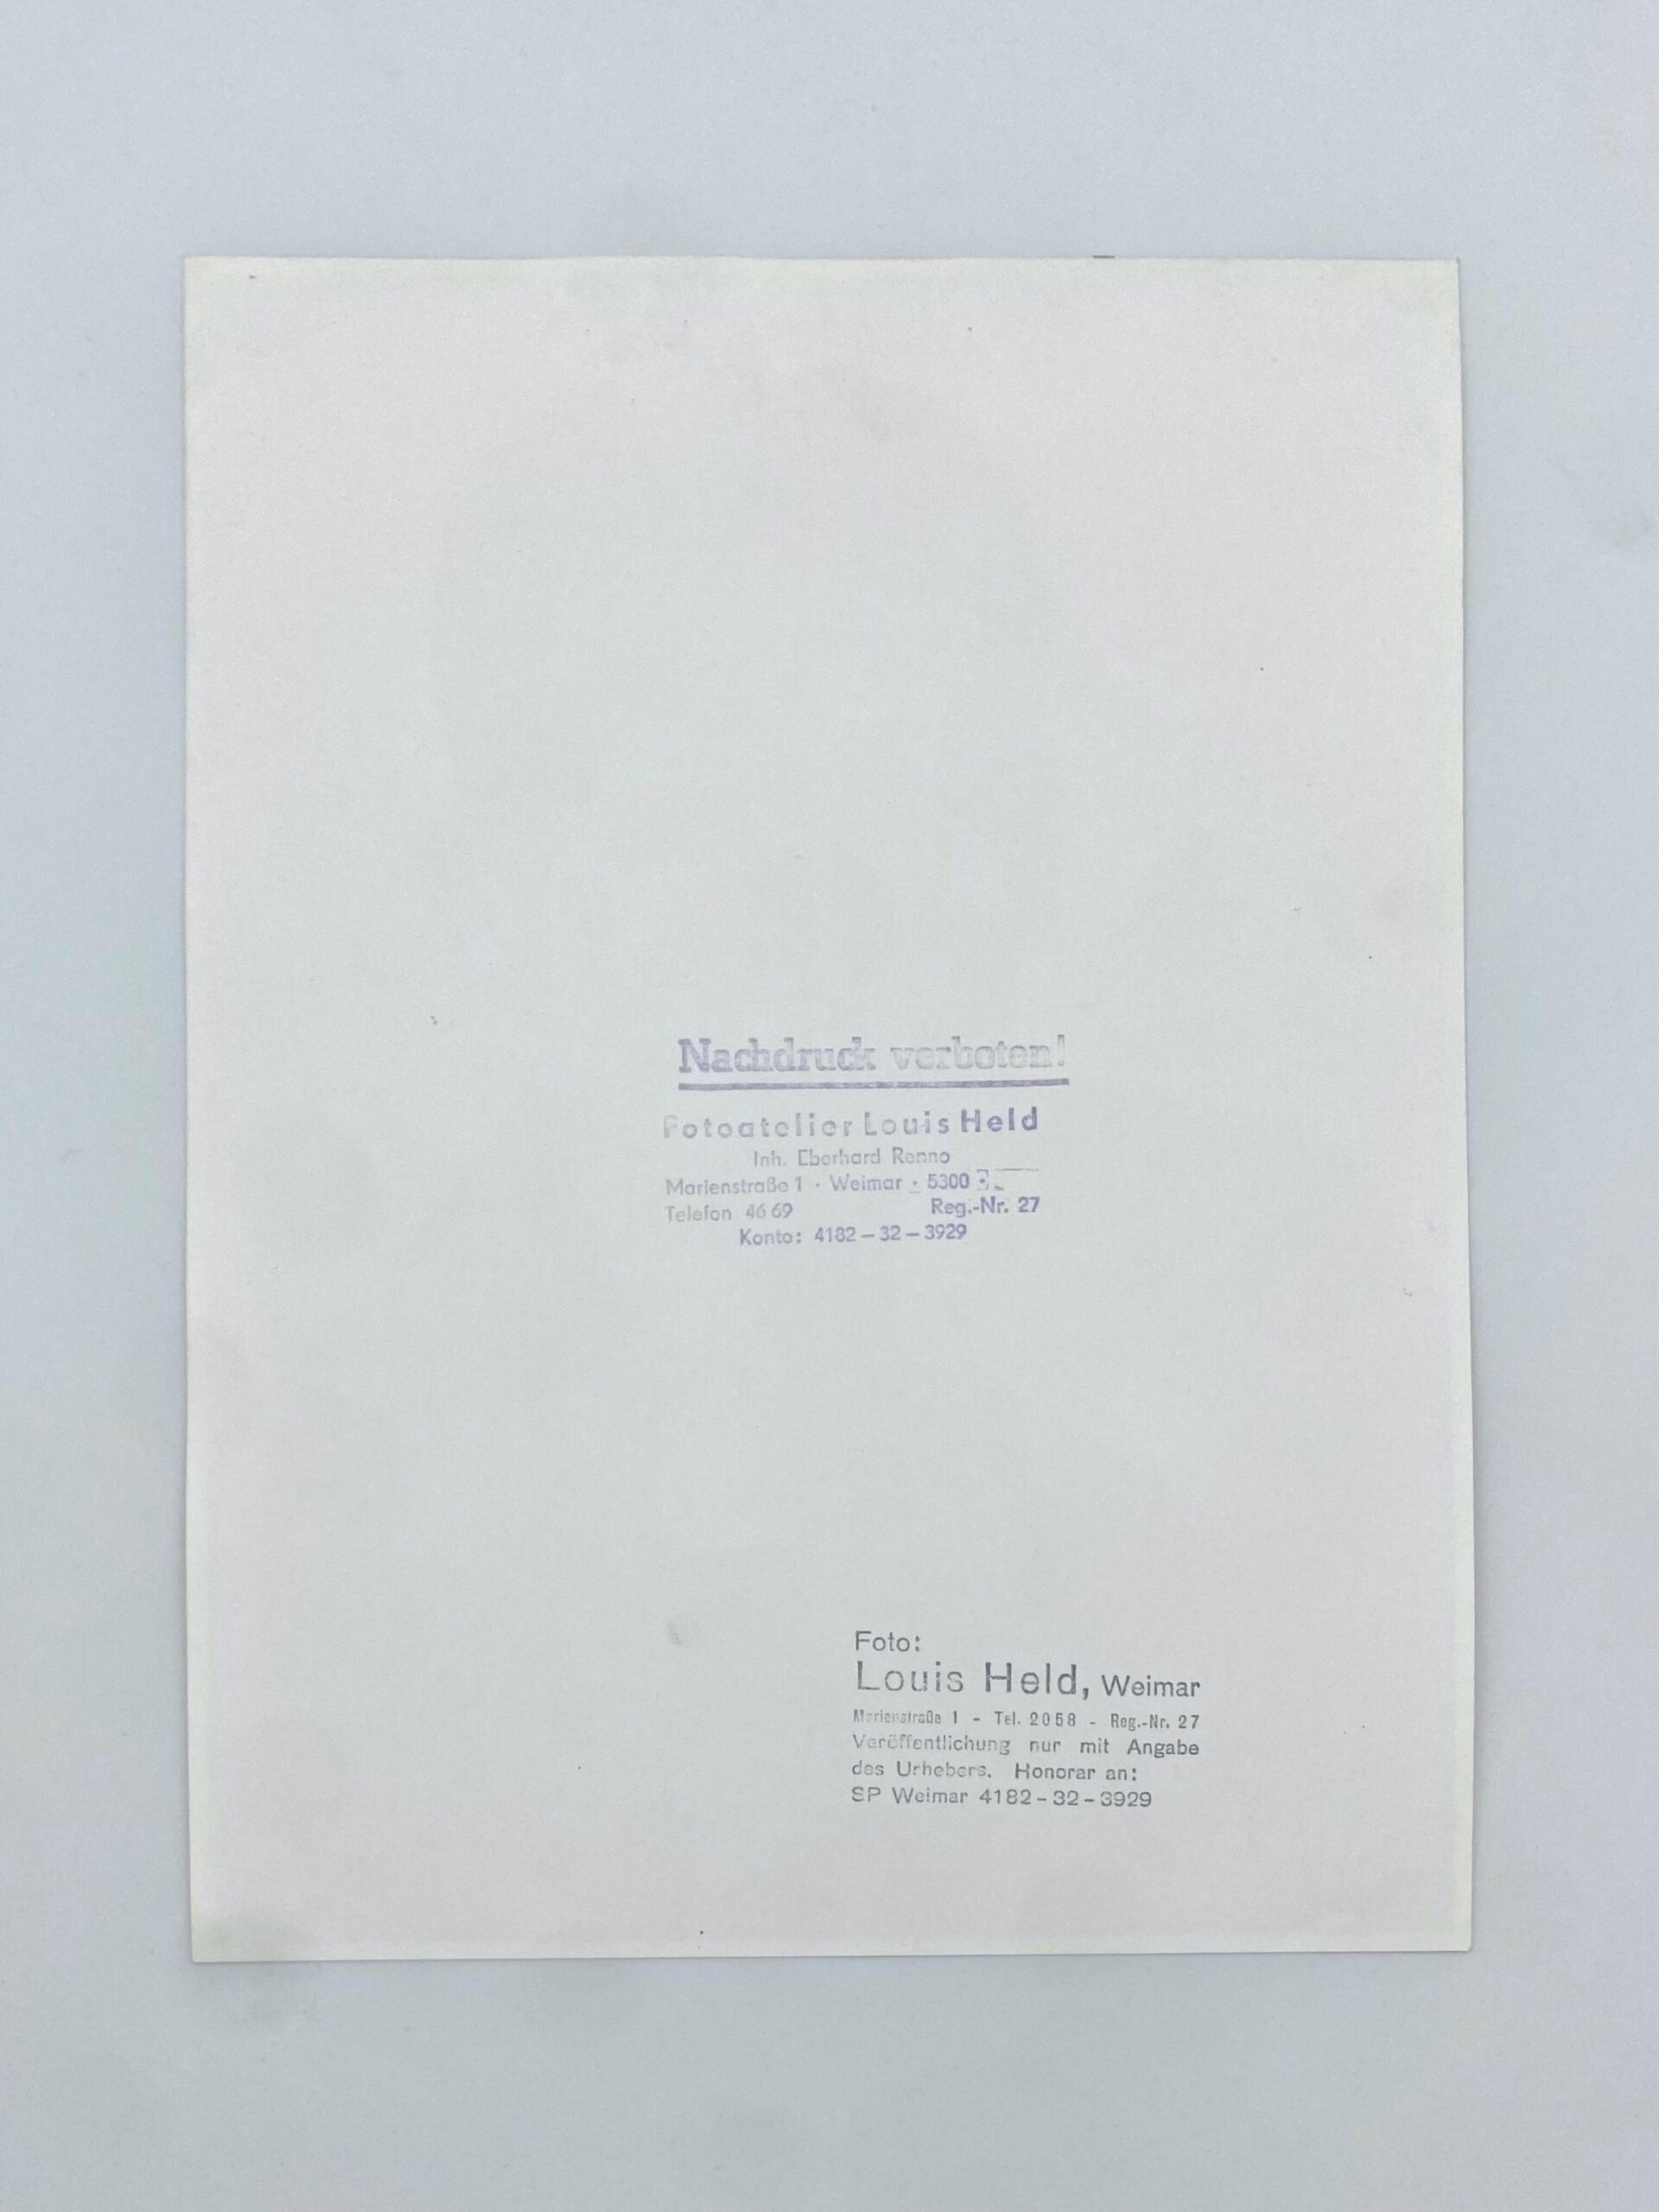 Nachdruck verboten!
Fotoatelier Louis Held
Inh. Eberhard Renno
Marienstraße 1 · Weimar · 5300
Telefon 46 69 Reg.-Nr. 27
Konto: 4182 – 32 – 3929
Foto:
Louis Held, Weimar
Marienstraße 1 - Tel. 2068 - Reg.-Nr. 27
Veröffentlichung nur mit Angabe
des Urhebers. Honorar an:
SP Weimar 4182 - 32 - 3929